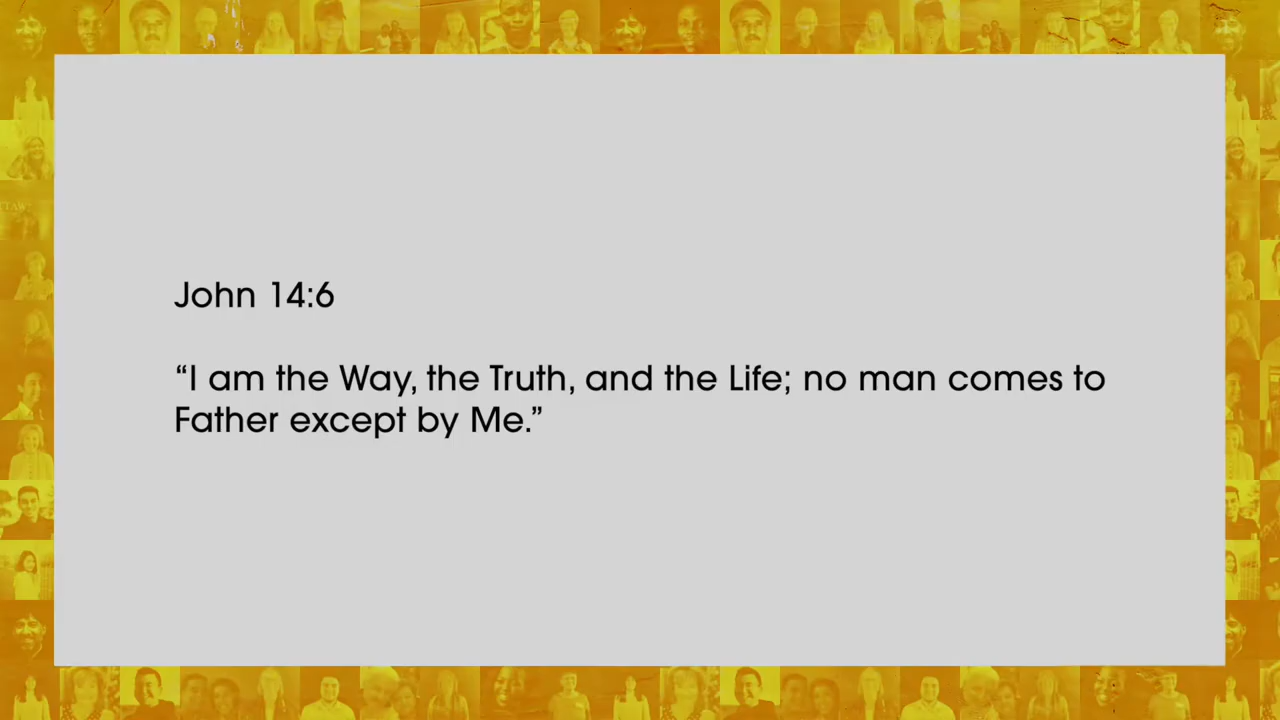 John 14:6
“I am the Way, the Truth, and the Life; no man comes to
Father except by Me.”